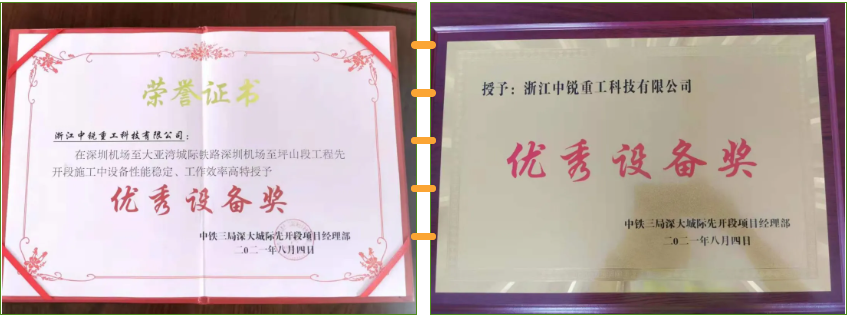 荣誉证书
浙江中锐重工科技有限公司：
在深圳机场至大亚湾城际铁路深圳机场至坪山段工程先
开段施工中设备性能稳定、工作效率高特授予
优秀设备奖
中铁三局深大城际先开段项目经理部
二0二一年八月四日
授予：浙江中锐重工科技有限公司
优秀设备奖
中铁三局深大城际先开段项目经理部
二0二一年八月四日